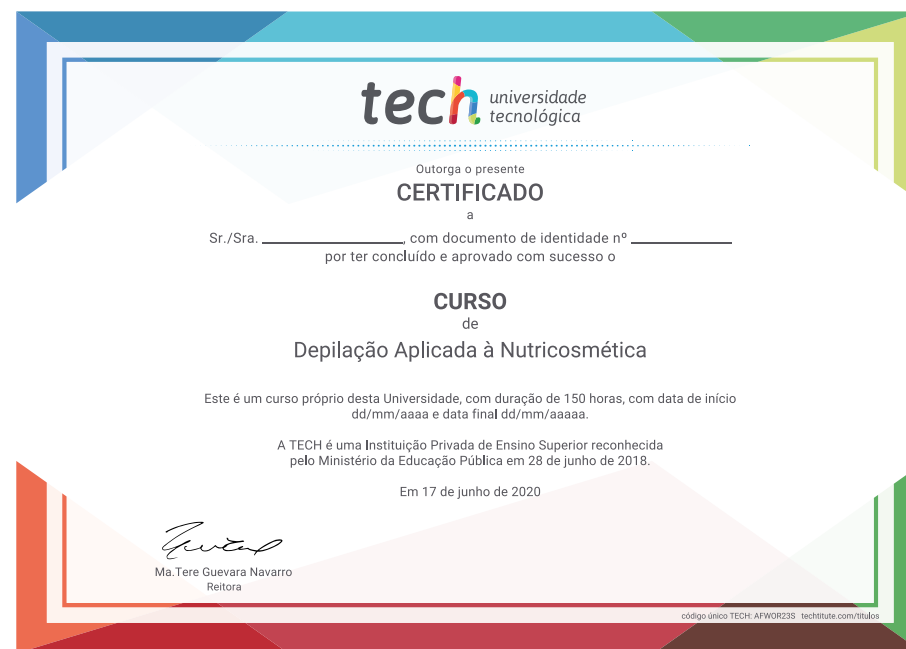 tech universidade
tecnológica
Outorga o presente
CERTIFICADO
a
Sr./Sra. ________________, com documento de identidade nº ___________
por ter concluído e aprovado com sucesso o
CURSO
de
Depilação Aplicada à Nutricosmética
Este é um curso próprio desta Universidade, com duração de 150 horas, com data de início
dd/mm/aaaa e data final dd/mm/aaaaa.
A TECH é uma Instituição Privada de Ensino Superior reconhecida
pelo Ministério da Educação Pública em 28 de junho de 2018.
Em 17 de junho de 2020
Ma.Tere Guevara Navarro
Reitora
código único TECH: AFWOR23S techtitute.com/títulos